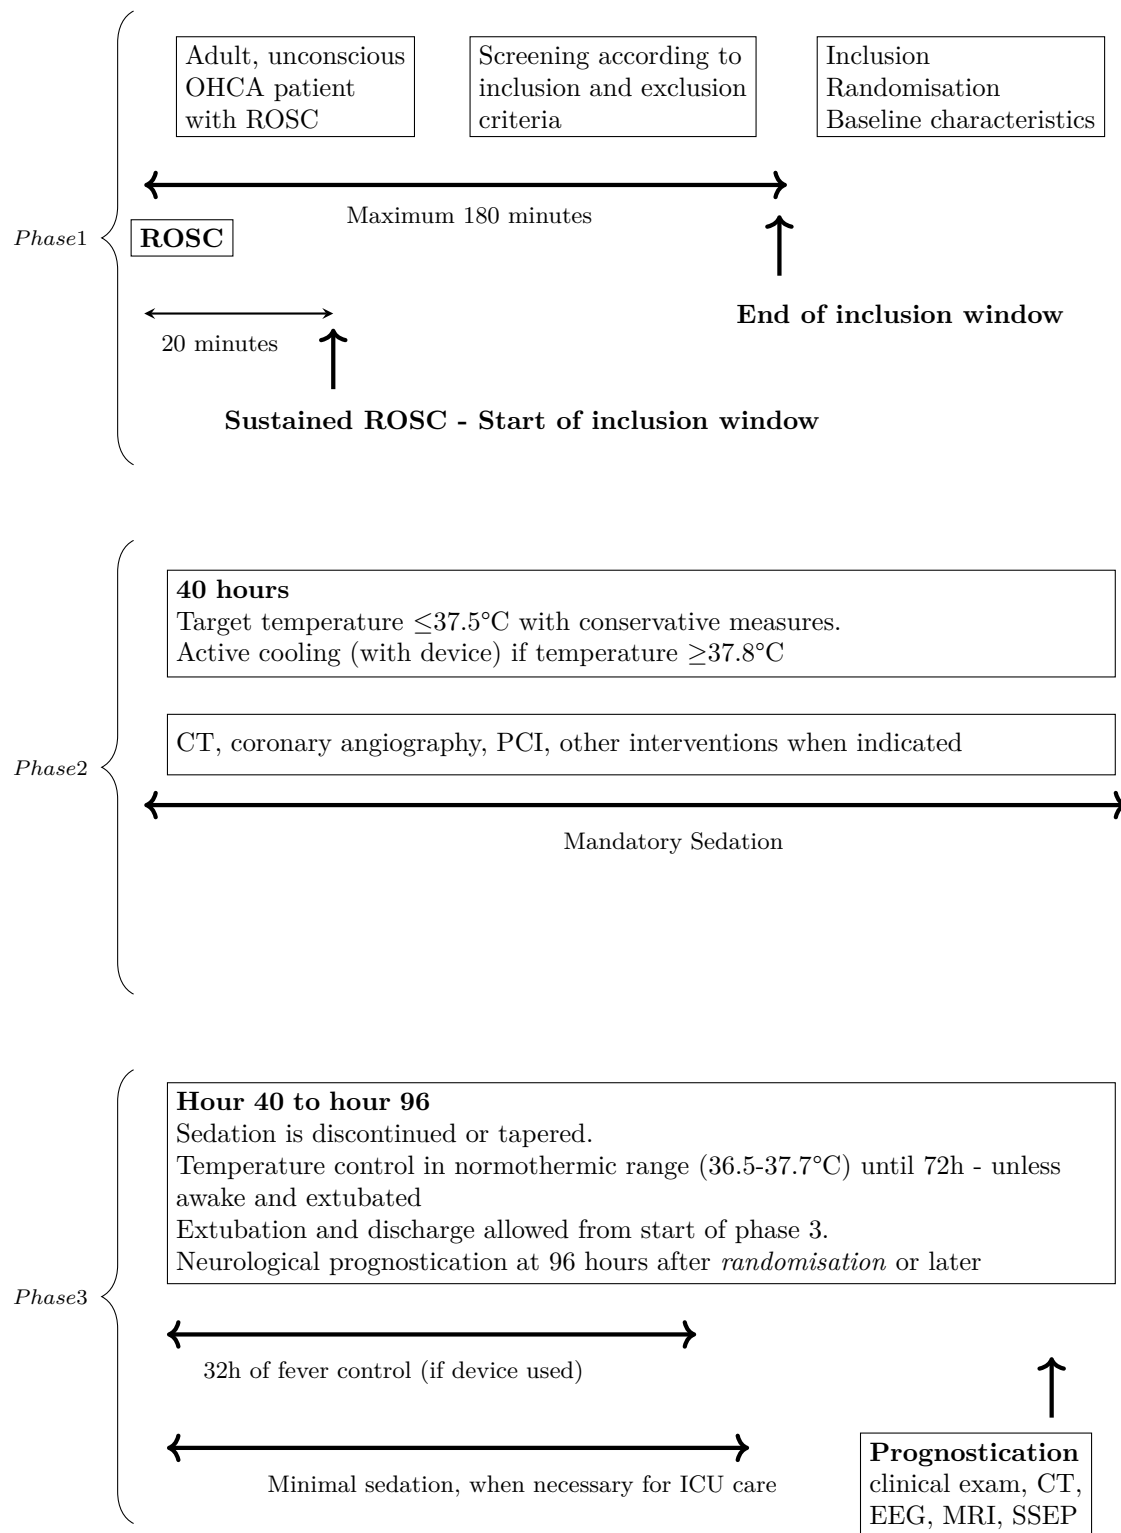 Adult, unconscious
OHCA patient
with ROSC
Screening according to
inclusion and exclusion
criteria
Inclusion
Randomisation
Baseline characteristics
Maximum 180 minutes
Phase1
ROSC
End of inclusion window
20 minutes
Sustained ROSC - Start of inclusion window
40 hours
Target temperature ≤37.5°C with conservative measures.
Active cooling (with device) if temperature ≥37.8°C
CT, coronary angiography, PCI, other interventions when indicated
Phase2
Mandatory Sedation
Hour 40 to hour 96
Sedation is discontinued or tapered.
Temperature control in normothermic range (36.5-37.7°C) until 72h - unless
awake and extubated
Extubation and discharge allowed from start of phase 3.
Neurological prognostication at 96 hours after randomisation or later
Phase3
32h of fever control (if device used)
Minimal sedation, when necessary for ICU care
Prognostication
clinical exam, CT,
EEG, MRI, SSEP